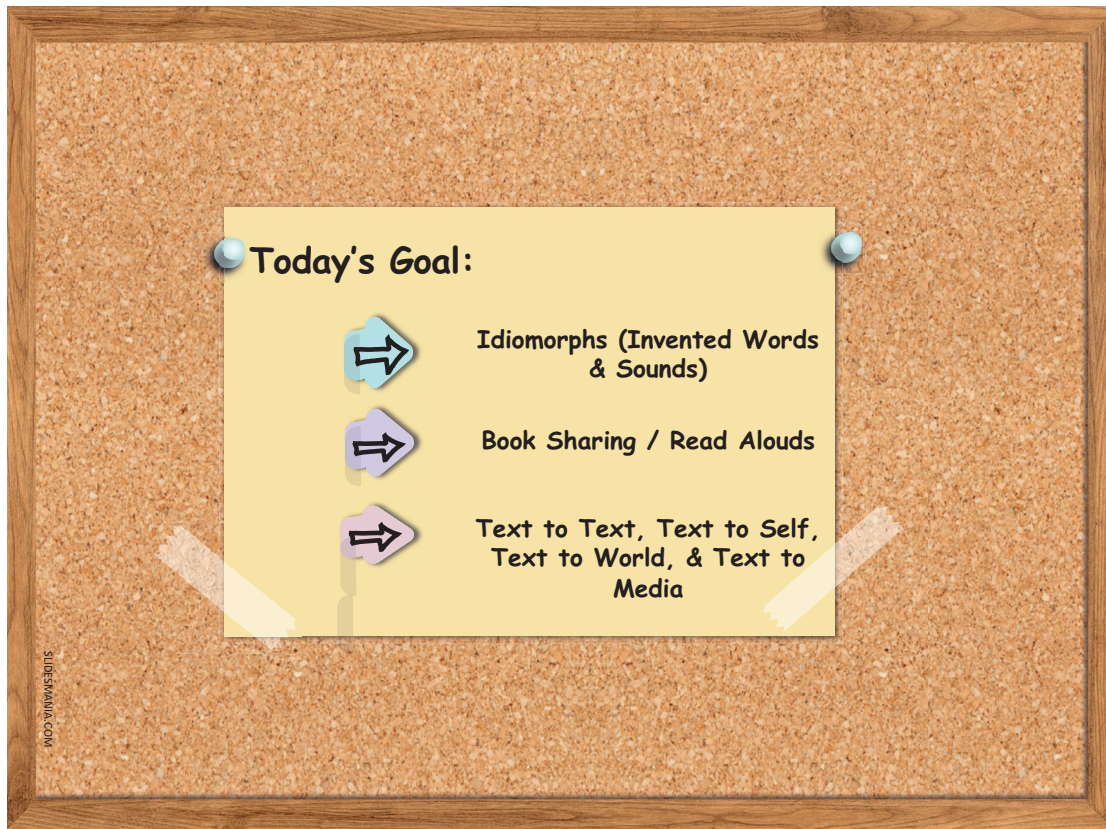 Today's Goal:
Idiomorphs (Invented Words
& Sounds)
Book Sharing / Read Alouds
Text to Text, Text to Self,
Text to World, & Text to
Media
SLIDESMANIA.COM